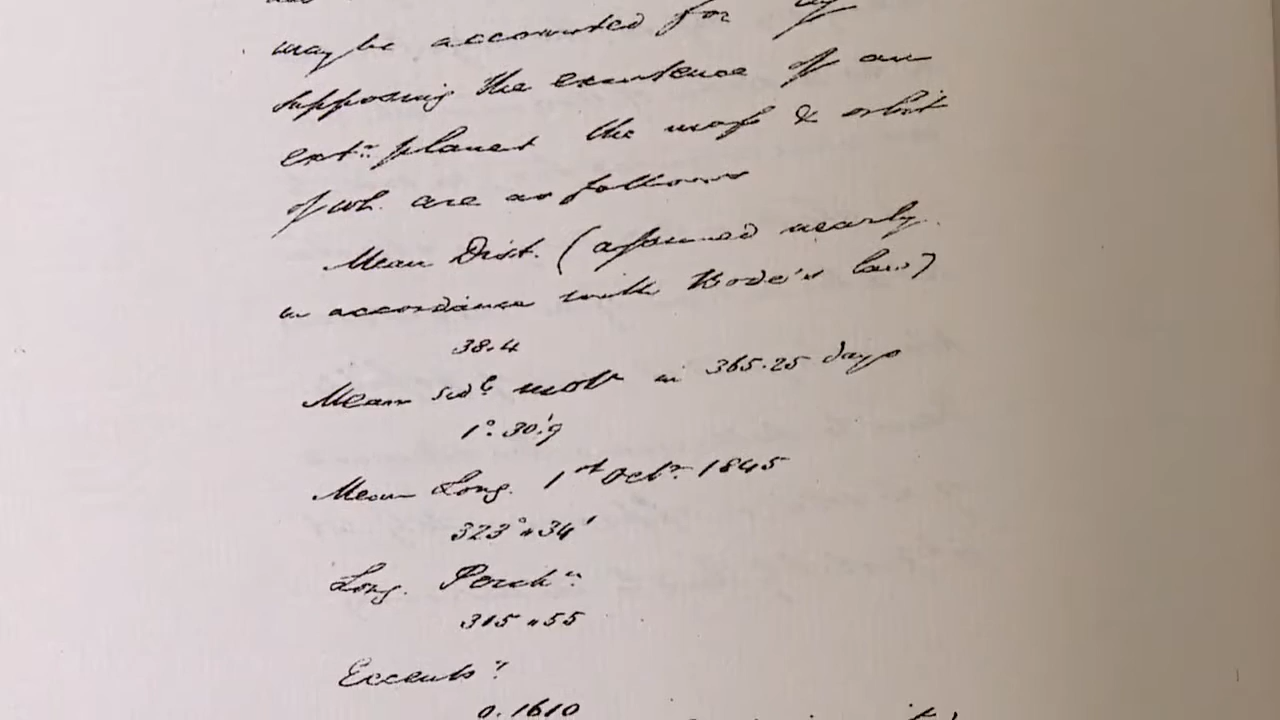 may be accounted for by
supposing the existence of an
extr. planet the mass & orbit
of wh. are as follows
Mean Dist. (assumed nearly
in accordance with Bode's law)
38.4
Mean sidl. motn in 365.25 days
1°.30'.9
Mean Long. 1st Octr. 1845
323°.34'
Long. Perihn.
315.55
Eccenty.
0.1610